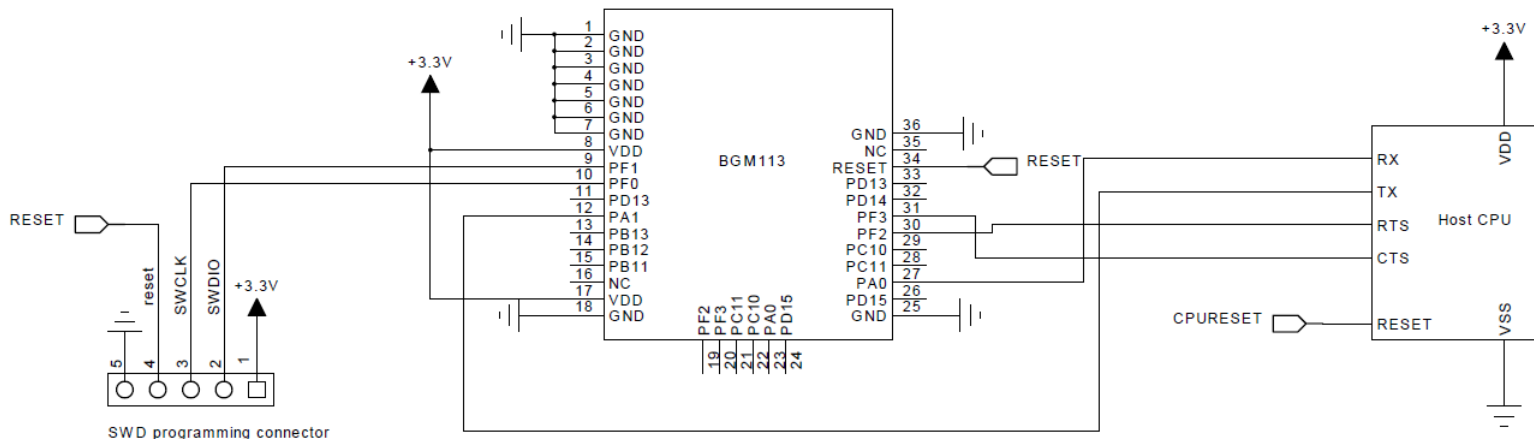 +3.3V
RESET
reset
SWCLK
SWDIO
+3.3V
5
4
3
2
1
SWD programming connector
BGM113
1 GND
2 GND
3 GND
4 GND
5 GND
6 GND
7 GND
8 VDD
9 PF1
10 PF0
11 PD13
12 PA1
13 PB13
14 PB12
15 PB11
16 NC
17 VDD
18 GND
PF2
PF3
PC11
PC10
PA0
PD15
19
20
21
22
23
24
GND 36
NC 35
RESET 34
PD13 33
PD14 32
PF3 31
PF2 30
PC10 29
PC11 28
PA0 27
PD15 26
GND 25
RESET
+3.3V
VDD
RX
TX
RTS
Host CPU
CTS
CPURESET
RESET
VSS